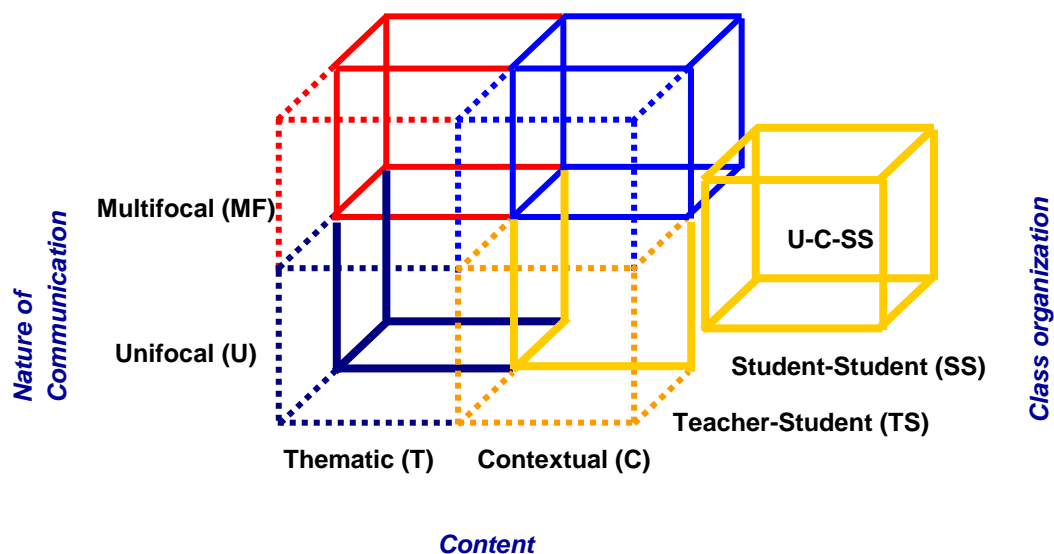 Multifocal (MF)
U-C-SS
Nature of
Communication
Class organization
Unifocal (U)
Student-Student (SS)
Teacher-Student (TS)
Thematic (T)
Contextual (C)
Content